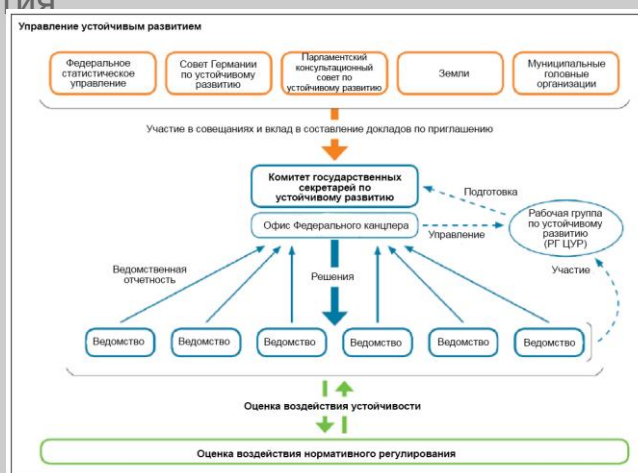 Управление устойчивым развитием
Федеральное
статистическое
управление
Совет Германии
по устойчивому
развитию
Парламентский
консультационный
совет по
устойчивому развитию
Земли
Муниципальные
головные
организации
Участие в совещаниях и вклад в составление докладов по приглашению
Комитет государственных
секретарей по
устойчивому развитию
Офис Федерального канцлера
Подготовка
Управление
Рабочая группа
по устойчивому
развитию
(РГ ЦУР)
Ведомственная
отчетность
Решения
Участие
Ведомство
Ведомство
Ведомство
Ведомство
Ведомство
Ведомство
Оценка воздействия устойчивости
Оценка воздействия нормативного регулирования